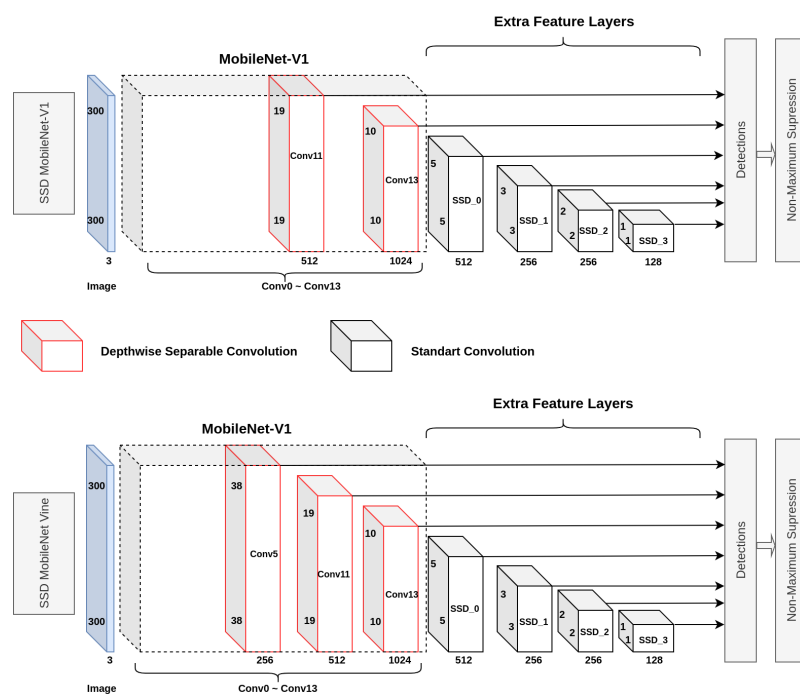 Extra Feature Layers
MobileNet-V1
SSD MobileNet-V1
300
300
3
Image
19
19
Conv11
512
10
10
Conv13
1024
Conv0 ~ Conv13
5
5
SSD_0
512
3
3
SSD_1
256
2
2
SSD_2
256
1
1
SSD_3
128
Detections
Non-Maximum Supression
Depthwise Separable Convolution
Standart Convolution
Extra Feature Layers
MobileNet-V1
SSD MobileNet Vine
300
300
3
Image
38
38
Conv5
256
19
19
Conv11
512
10
10
Conv13
1024
Conv0 ~ Conv13
5
5
SSD_0
512
3
3
SSD_1
256
2
2
SSD_2
256
1
1
SSD_3
128
Detections
Non-Maximum Supression